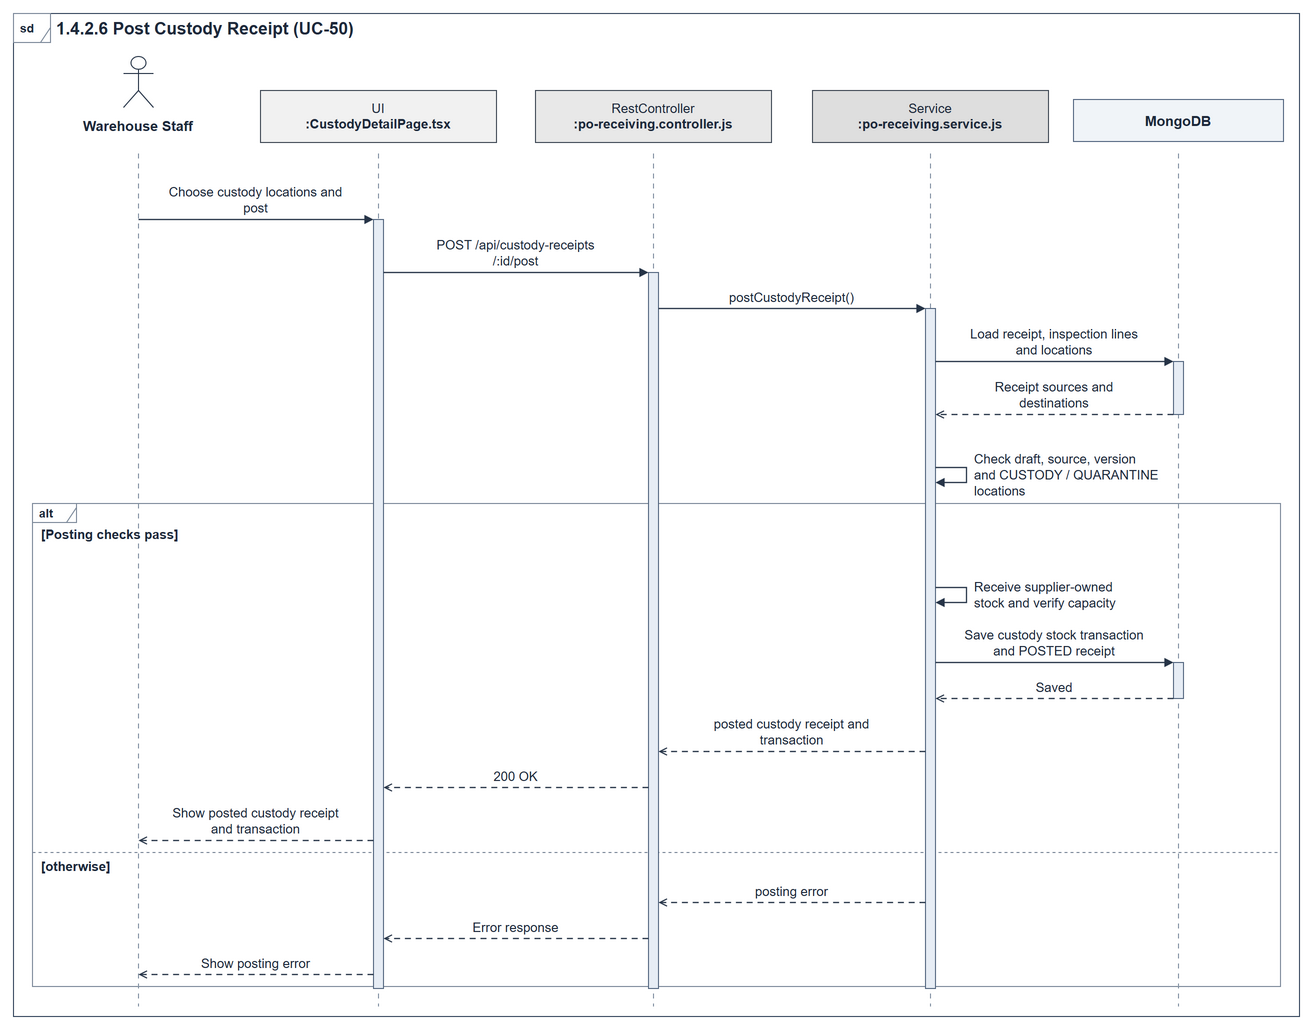 sd
1.4.2.6 Post Custody Receipt (UC-50)
Warehouse Staff
UI
:CustodyDetailPage.tsx
RestController
:po-receiving.controller.js
Service
:po-receiving.service.js
MongoDB
Choose custody locations and
post
POST /api/custody-receipts
/:id/post
postCustodyReceipt()
Load receipt, inspection lines
and locations
Receipt sources and
destinations
Check draft, source, version
and CUSTODY / QUARANTINE
locations
alt
[Posting checks pass]
Receive supplier-owned
stock and verify capacity
Save custody stock transaction
and POSTED receipt
Saved
posted custody receipt and
transaction
200 OK
Show posted custody receipt
and transaction
[otherwise]
posting error
Error response
Show posting error